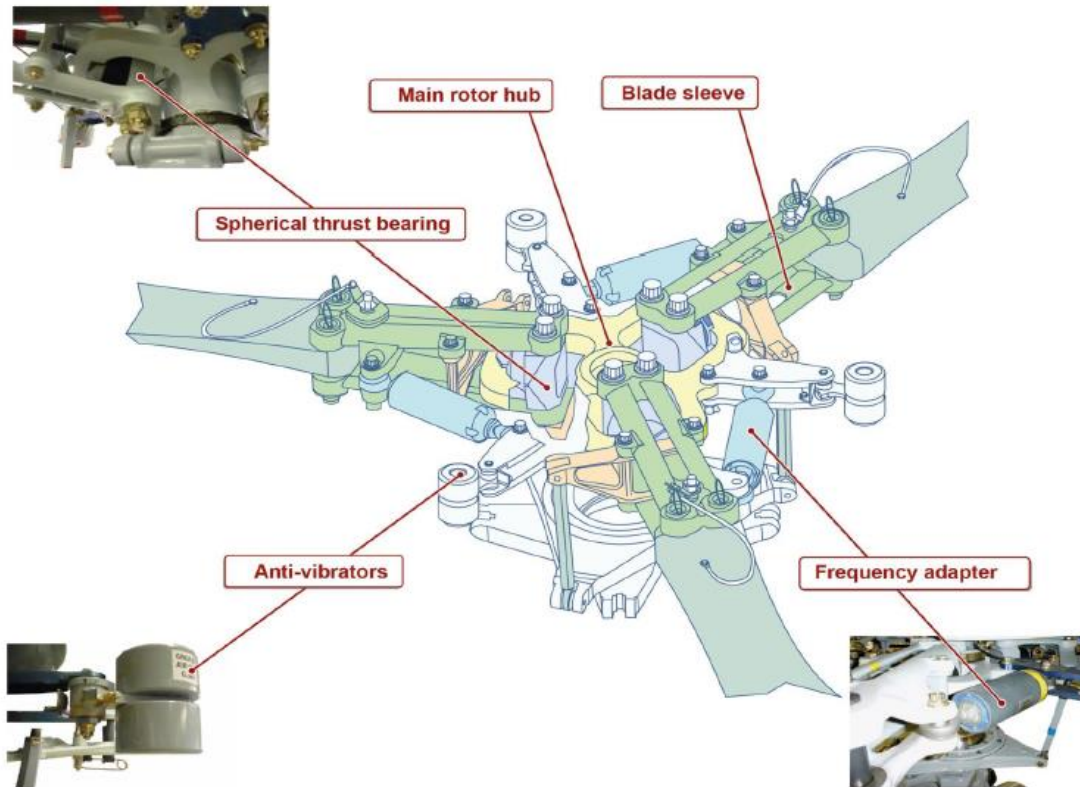 Main rotor hub
Blade sleeve
Spherical thrust bearing
Anti-vibrators
Frequency adapter